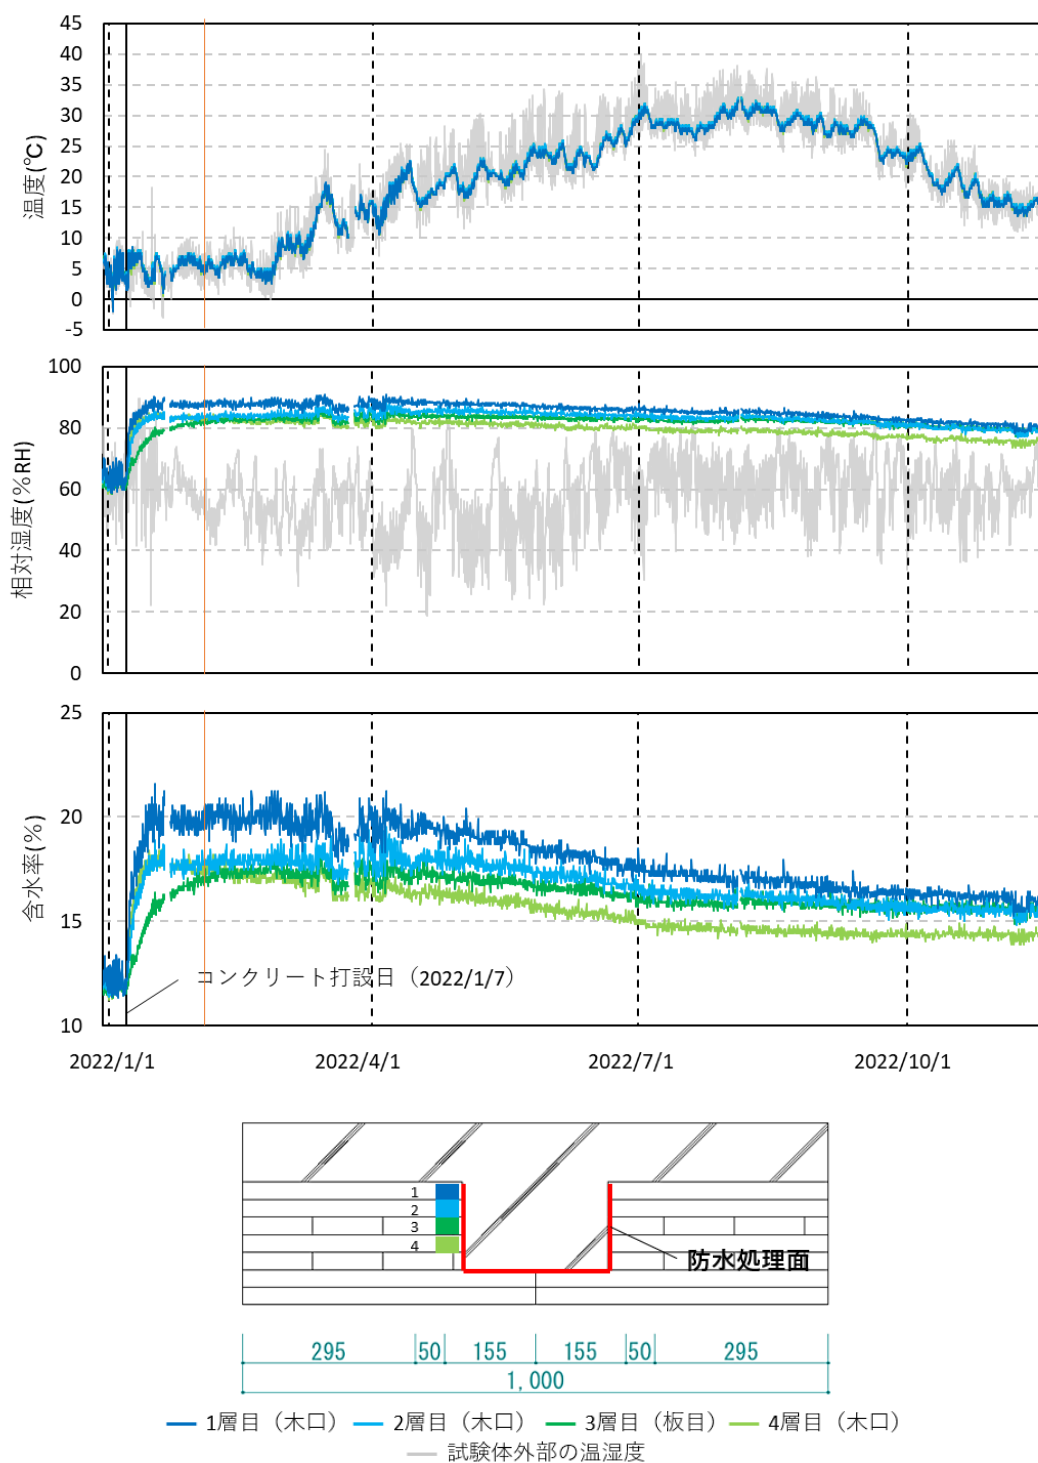 温度(℃)
45
40
35
30
25
20
15
10
5
0
-5
相対湿度(%RH)
100
80
60
40
20
0
含水率(%)
25
20
15
10
コンクリート打設日（2022/1/7）
2022/1/1 2022/4/1 2022/7/1 2022/10/1
1
2
3
4
防水処理面
295 50 155 155 50 295
1,000
1層目（木口） 2層目（木口） 3層目（板目） 4層目（木口）
試験体外部の温湿度